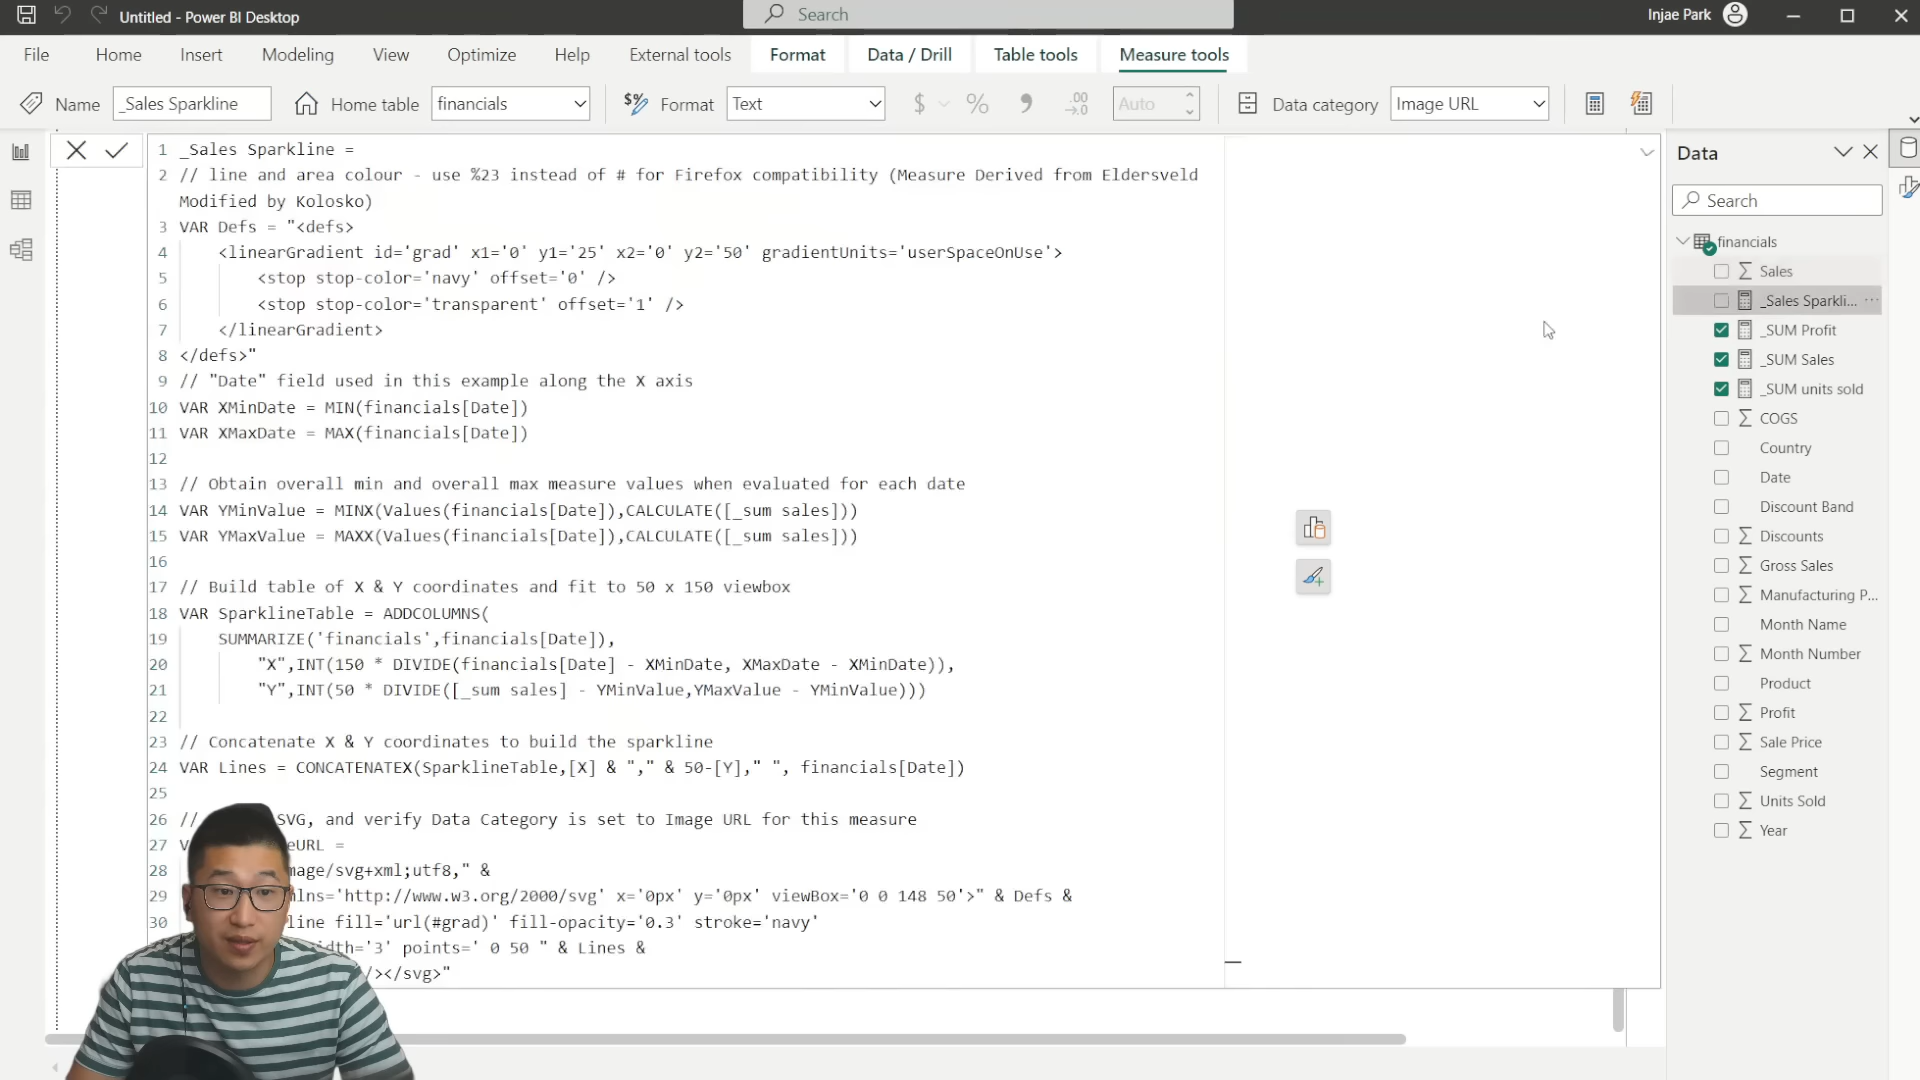 Untitled - Power BI Desktop
Search
Injae Park
File Home Insert Modeling View Optimize Help External tools Format Data / Drill Table tools Measure tools
Name _Sales Sparkline Home table financials Format Text $ % .00 →.0 Auto Data category Image URL
1 _Sales Sparkline =
2 // line and area colour - use %23 instead of # for Firefox compatibility (Measure Derived from Eldersveld
Modified by Kolosko)
3 VAR Defs = "<defs>
4 <linearGradient id='grad' x1='0' y1='25' x2='0' y2='50' gradientUnits='userSpaceOnUse'>
5 <stop stop-color='navy' offset='0' />
6 <stop stop-color='transparent' offset='1' />
7 </linearGradient>
8 </defs>"
9 // "Date" field used in this example along the X axis
10 VAR XMinDate = MIN(financials[Date])
11 VAR XMaxDate = MAX(financials[Date])
12
13 // Obtain overall min and overall max measure values when evaluated for each date
14 VAR YMinValue = MINX(Values(financials[Date]),CALCULATE([_sum sales]))
15 VAR YMaxValue = MAXX(Values(financials[Date]),CALCULATE([_sum sales]))
16
17 // Build table of X & Y coordinates and fit to 50 x 150 viewbox
18 VAR SparklineTable = ADDCOLUMNS(
19 SUMMARIZE('financials',financials[Date]),
20 "X",INT(150 * DIVIDE(financials[Date] - XMinDate, XMaxDate - XMinDate)),
21 "Y",INT(50 * DIVIDE([_sum sales] - YMinValue,YMaxValue - YMinValue)))
22
23 // Concatenate X & Y coordinates to build the sparkline
24 VAR Lines = CONCATENATEX(SparklineTable,[X] & "," & 50-[Y]," ", financials[Date])
25
26 // SVG, and verify Data Category is set to Image URL for this measure
27 V eURL =
28 mage/svg+xml;utf8," &
29 lns='http://www.w3.org/2000/svg' x='0px' y='0px' viewBox='0 0 148 50'>" & Defs &
30 line fill='url(#grad)' fill-opacity='0.3' stroke='navy'
idth='3' points=' 0 50 " & Lines &
/></svg>"
Data
Search
financials
Sales
_Sales Sparkli... ...
_SUM Profit
_SUM Sales
_SUM units sold
COGS
Country
Date
Discount Band
Discounts
Gross Sales
Manufacturing P...
Month Name
Month Number
Product
Profit
Sale Price
Segment
Units Sold
Year